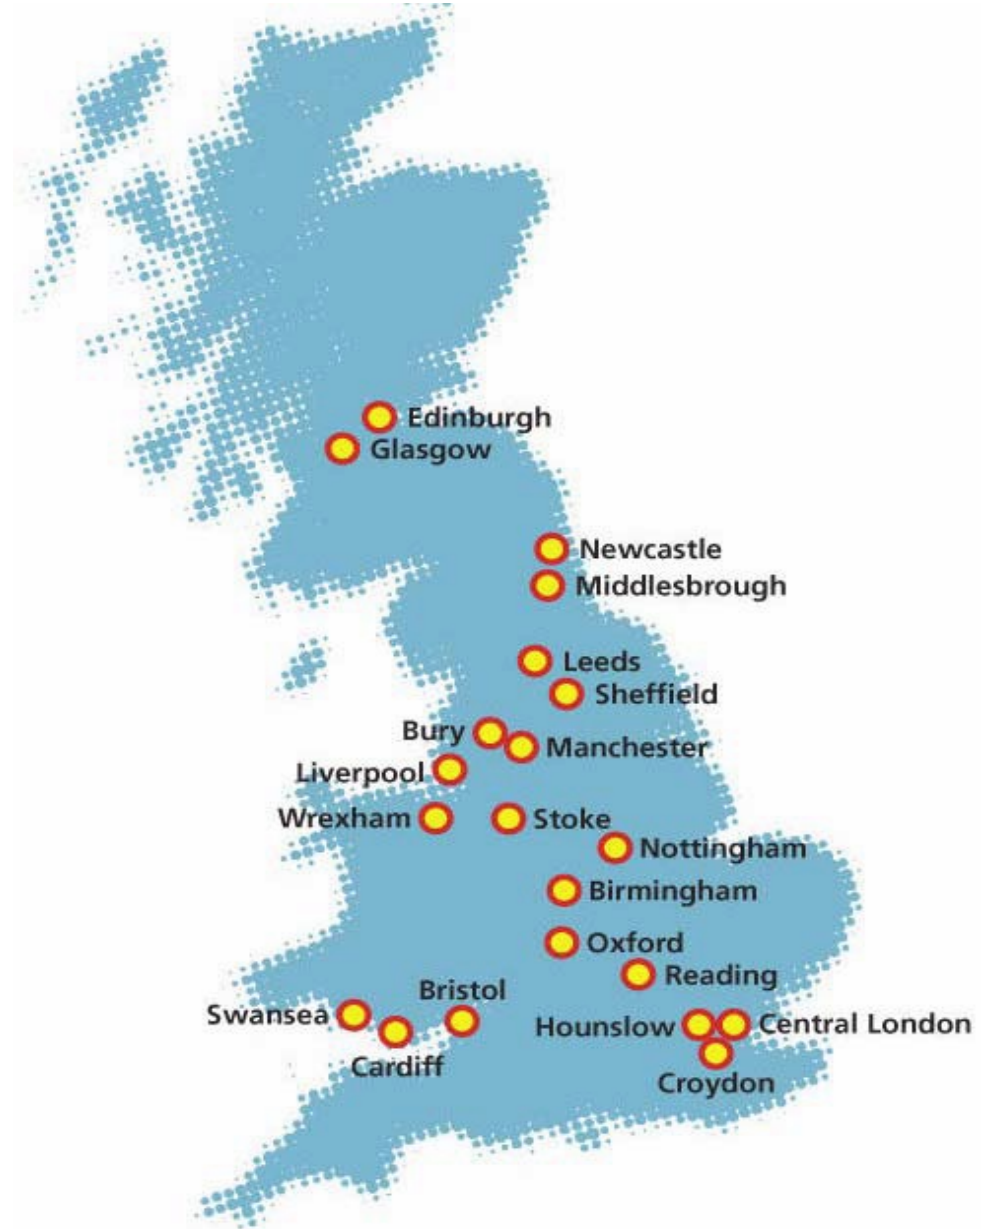 Edinburgh
Glasgow
Newcastle
Middlesbrough
Leeds
Sheffield
Bury
Manchester
Liverpool
Wrexham
Stoke
Nottingham
Birmingham
Oxford
Reading
Bristol
Swansea
Hounslow
Central London
Cardiff
Croydon